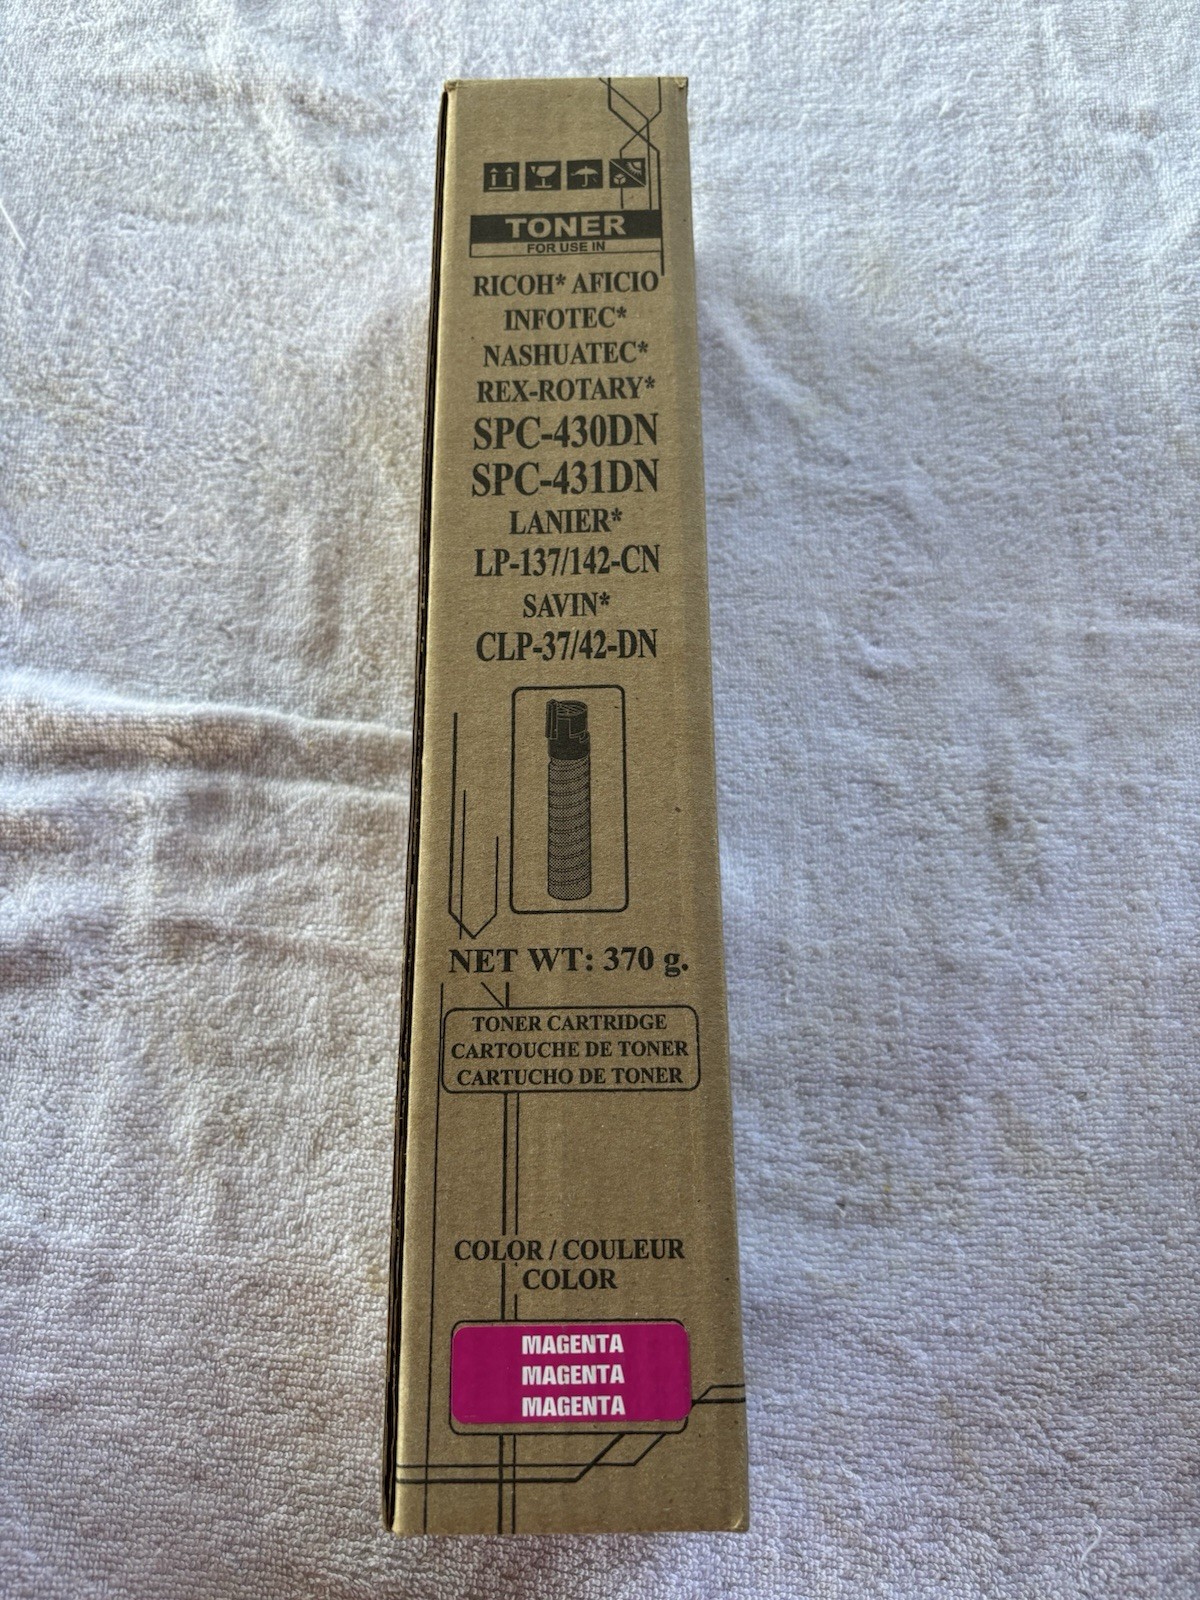 TONER
FOR USE IN
RICOH* AFICIO
INFOTEC*
NASHUATEC*
REX-ROTARY*
SPC-430DN
SPC-431DN
LANIER*
LP-137/142-CN
SAVIN*
CLP-37/42-DN
NET WT: 370 g.
TONER CARTRIDGE
CARTOUCHE DE TONER
CARTUCHO DE TONER
COLOR / COULEUR
COLOR
MAGENTA
MAGENTA
MAGENTA